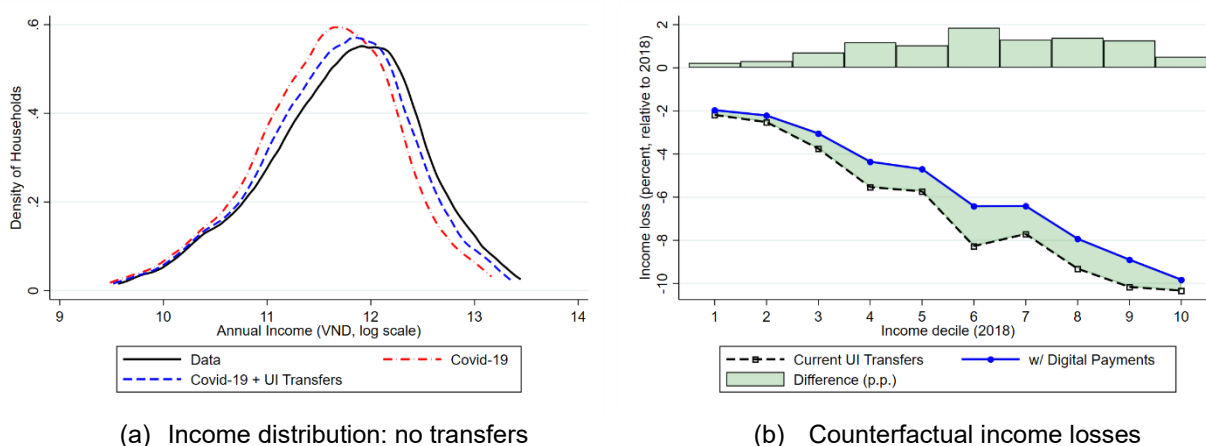 .6
.4
.2
0
Density of Households
9 10 11 12 13 14
Annual Income (VND, log scale)
Data
Covid-19
Covid-19 + UI Transfers
(a) Income distribution: no transfers
2
0
-2
-4
-6
-8
-10
Income loss (percent, relative to 2018)
1 2 3 4 5 6 7 8 9 10
Income decile (2018)
Current UI Transfers
w/ Digital Payments
Difference (p.p.)
(b) Counterfactual income losses